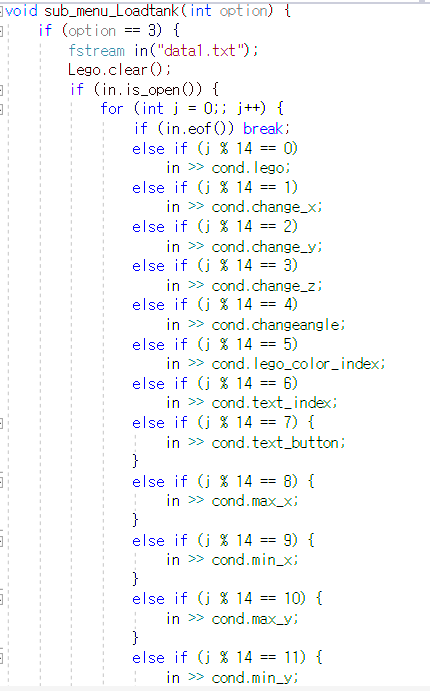 void sub_menu_Loadtank(int option) {
if (option == 3) {
fstream in("data1.txt");
Lego.clear();
if (in.is_open()) {
for (int j = 0;; j++) {
if (in.eof()) break;
else if (j % 14 == 0)
in >> cond.lego;
else if (j % 14 == 1)
in >> cond.change_x;
else if (j % 14 == 2)
in >> cond.change_y;
else if (j % 14 == 3)
in >> cond.change_z;
else if (j % 14 == 4)
in >> cond.changeangle;
else if (j % 14 == 5)
in >> cond.lego_color_index;
else if (j % 14 == 6)
in >> cond.text_index;
else if (j % 14 == 7) {
in >> cond.text_button;
}
else if (j % 14 == 8) {
in >> cond.max_x;
}
else if (j % 14 == 9) {
in >> cond.min_x;
}
else if (j % 14 == 10) {
in >> cond.max_y;
}
else if (j % 14 == 11) {
in >> cond.min_y;